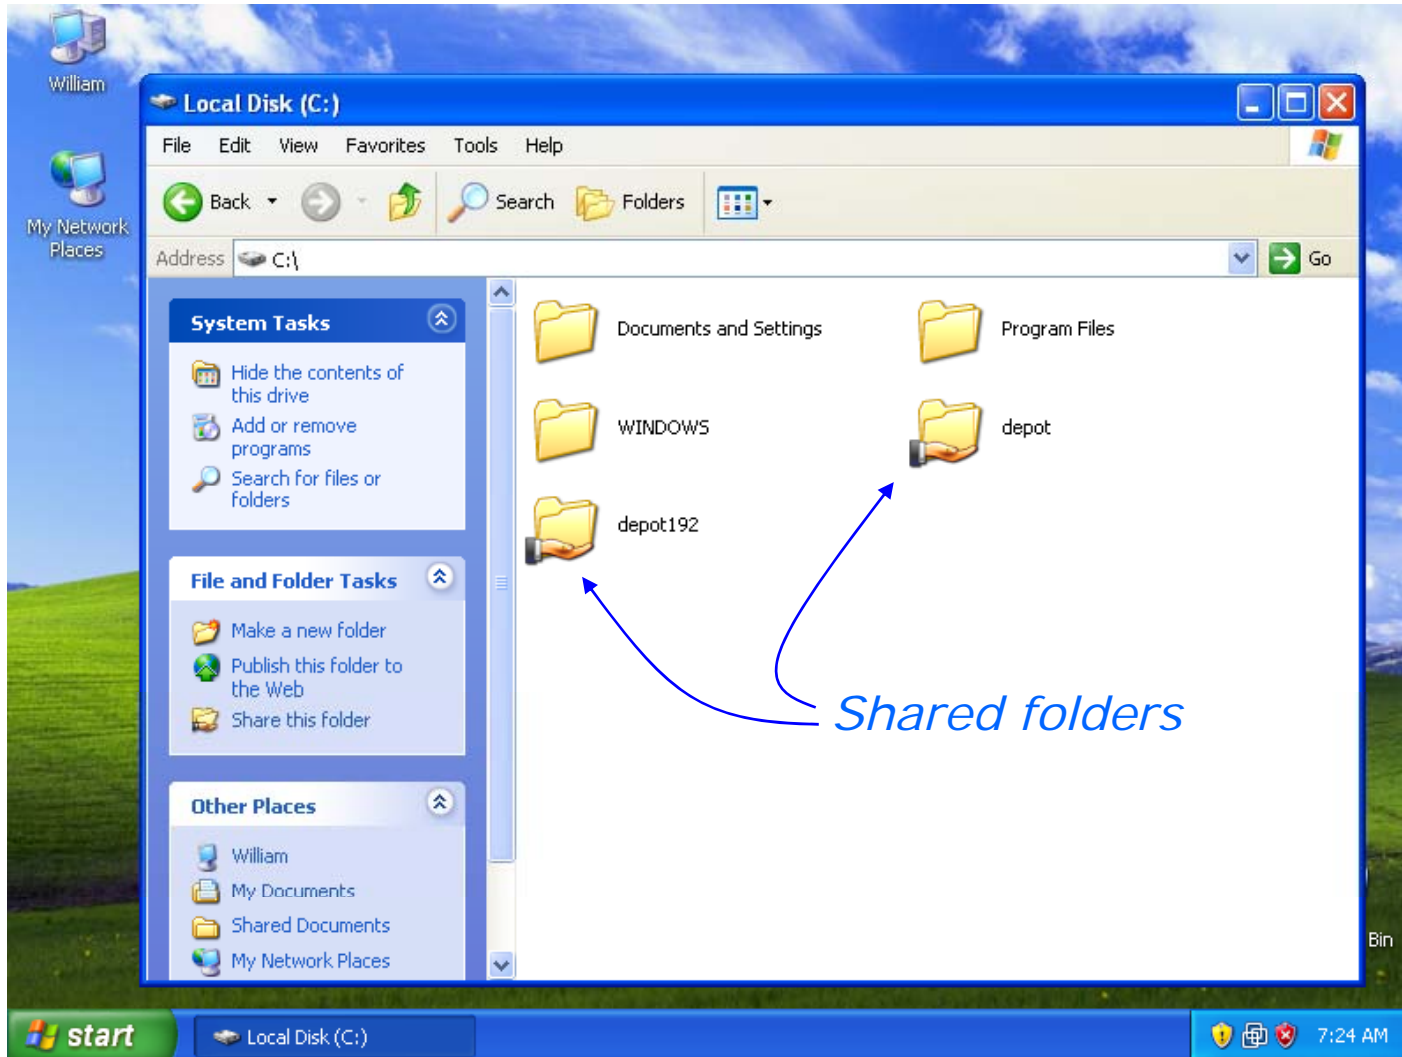 William
My Network
Places
Local Disk (C:)
File Edit View Favorites Tools Help
Back Search Folders
Address C:\ Go
System Tasks
Hide the contents of
this drive
Add or remove
programs
Search for files or
folders
File and Folder Tasks
Make a new folder
Publish this folder to
the Web
Share this folder
Other Places
William
My Documents
Shared Documents
My Network Places
Documents and Settings
Program Files
WINDOWS
depot
depot192
Shared folders
Bin
start
Local Disk (C:)
7:24 AM